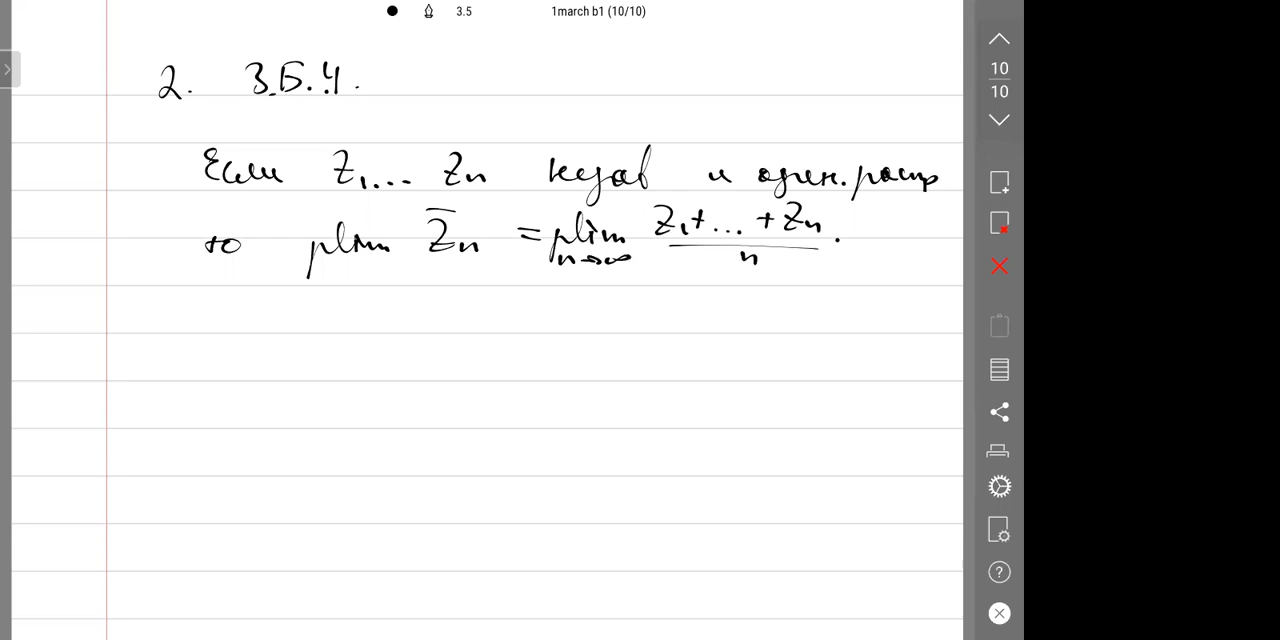 3.5 1march b1 (10/10)
10
10
2. З.Б.Ч.
Если Z₁... Zₙ незав и один. распр
то plim Z̄ₙ = plim n→∞ (Z₁+...+Zₙ)/n.